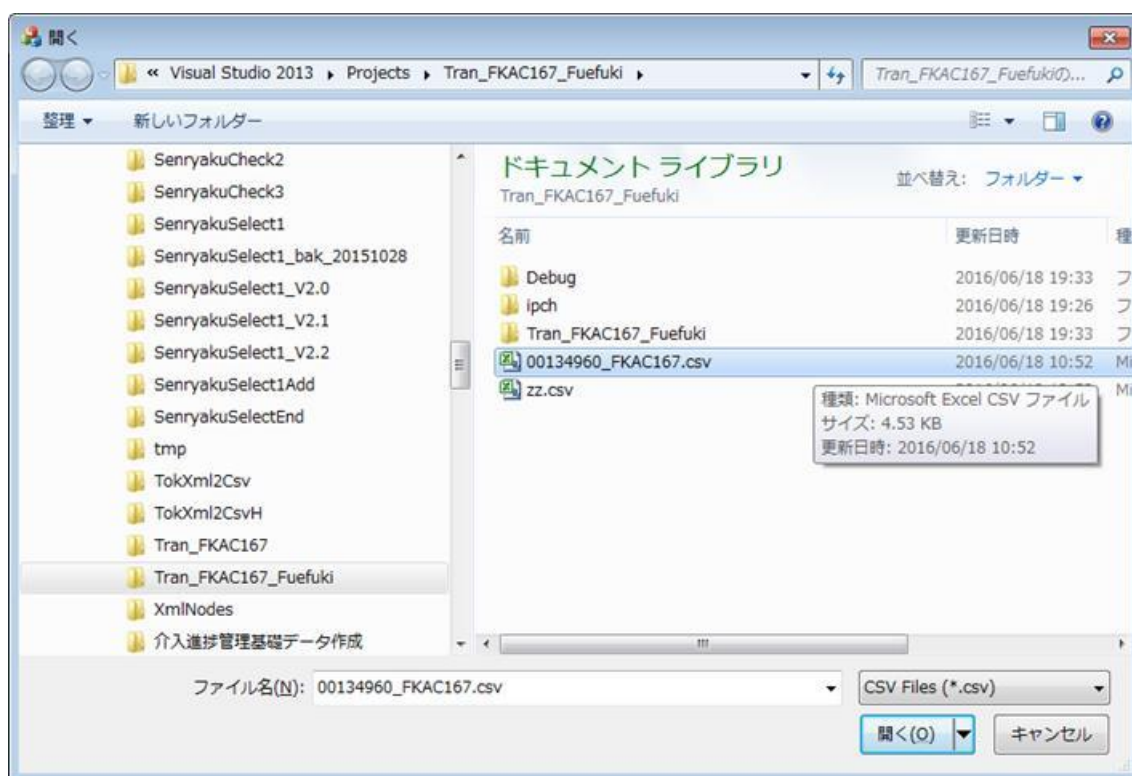 開く
« Visual Studio 2013 ▸ Projects ▸ Tran_FKAC167_Fuefuki ▸
Tran_FKAC167_Fuefukiの...
整理 ▼ 新しいフォルダー
SenryakuCheck2
SenryakuCheck3
SenryakuSelect1
SenryakuSelect1_bak_20151028
SenryakuSelect1_V2.0
SenryakuSelect1_V2.1
SenryakuSelect1_V2.2
SenryakuSelect1Add
SenryakuSelectEnd
tmp
TokXml2Csv
TokXml2CsvH
Tran_FKAC167
Tran_FKAC167_Fuefuki
XmlNodes
介入進捗管理基礎データ作成
ドキュメント ライブラリ
Tran_FKAC167_Fuefuki
並べ替え: フォルダー ▼
名前 更新日時 種
Debug 2016/06/18 19:33 フ
ipch 2016/06/18 19:26 フ
Tran_FKAC167_Fuefuki 2016/06/18 19:33 フ
00134960_FKAC167.csv 2016/06/18 10:52 Mi
zz.csv Mi
種類: Microsoft Excel CSV ファイル
サイズ: 4.53 KB
更新日時: 2016/06/18 10:52
ファイル名(N): 00134960_FKAC167.csv
CSV Files (*.csv)
開く(O) キャンセル